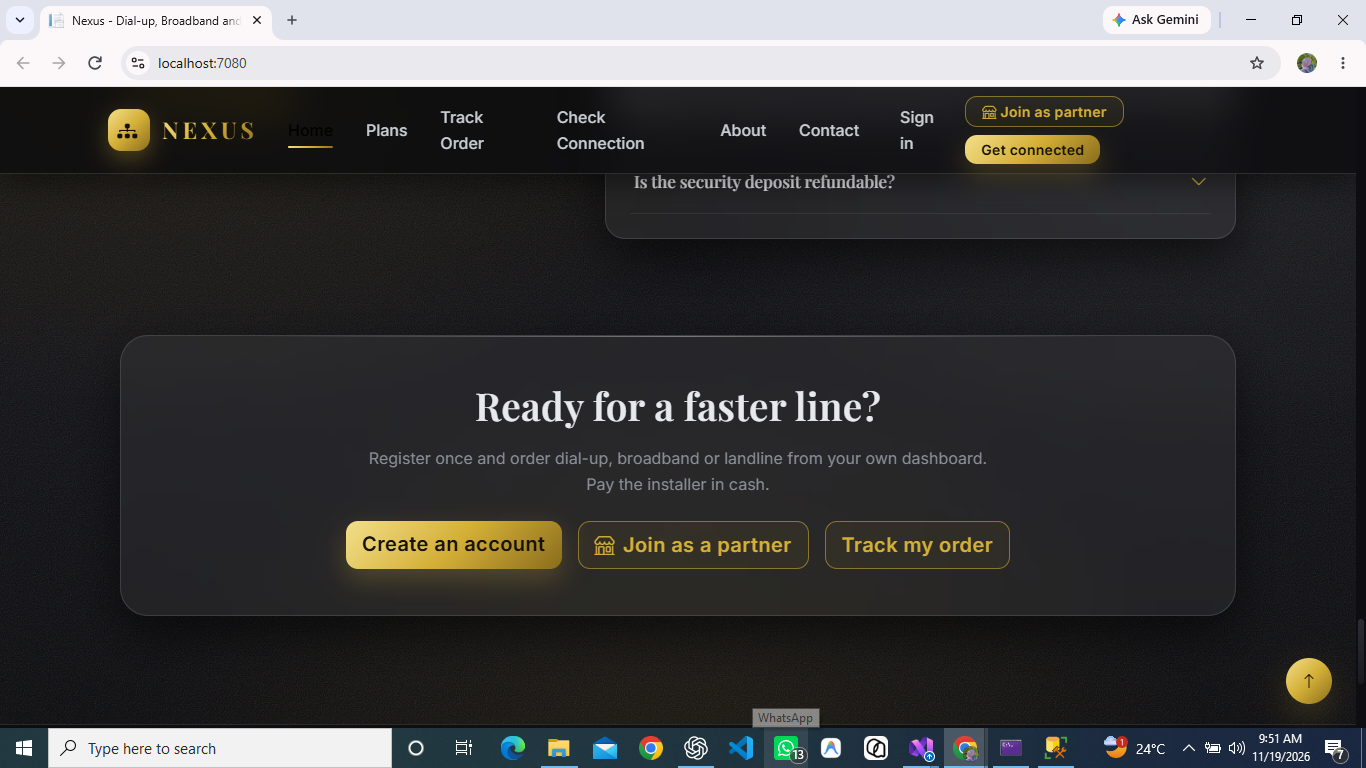 Nexus - Dial-up, Broadband and
Ask Gemini
localhost:7080
NEXUS
Home
Plans
Track
Order
Check
Connection
About
Contact
Sign
in
Join as partner
Get connected
Is the security deposit refundable?
Ready for a faster line?
Register once and order dial-up, broadband or landline from your own dashboard.
Pay the installer in cash.
Create an account
Join as a partner
Track my order
WhatsApp
Type here to search
13
1
24°C
9:51 AM
11/19/2026
7